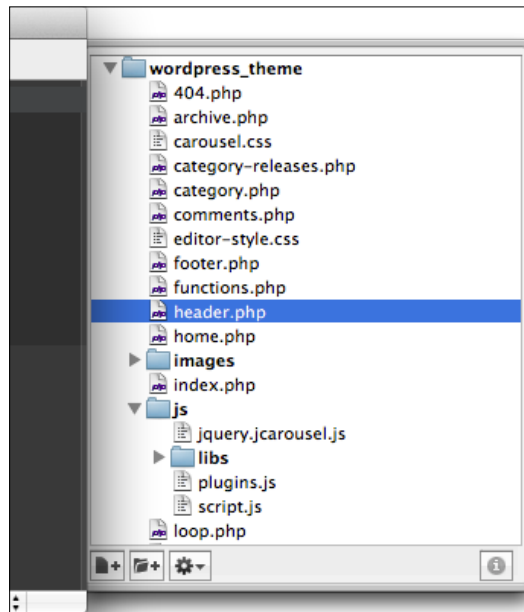 wordpress_theme
404.php
archive.php
carousel.css
category-releases.php
category.php
comments.php
editor-style.css
footer.php
functions.php
header.php
home.php
images
index.php
js
jquery.jcarousel.js
libs
plugins.js
script.js
loop.php